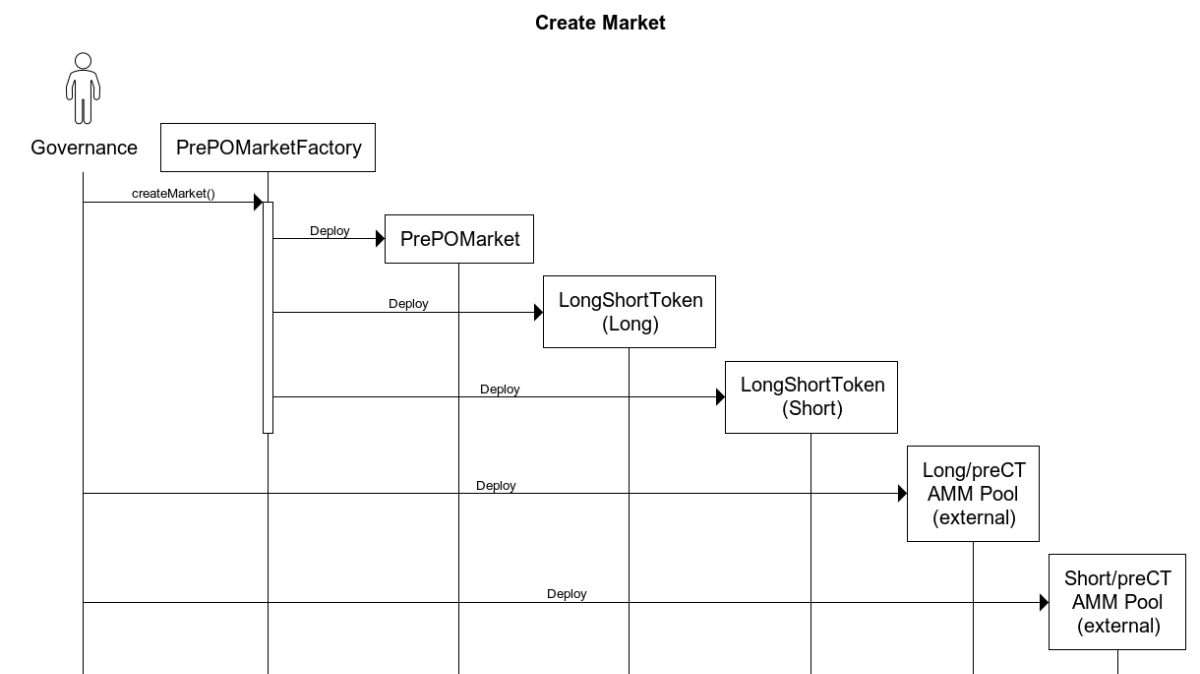 Create Market
Governance
PrePOMarketFactory
createMarket()
Deploy
PrePOMarket
Deploy
LongShortToken
(Long)
Deploy
LongShortToken
(Short)
Deploy
Long/preCT
AMM Pool
(external)
Deploy
Short/preCT
AMM Pool
(external)